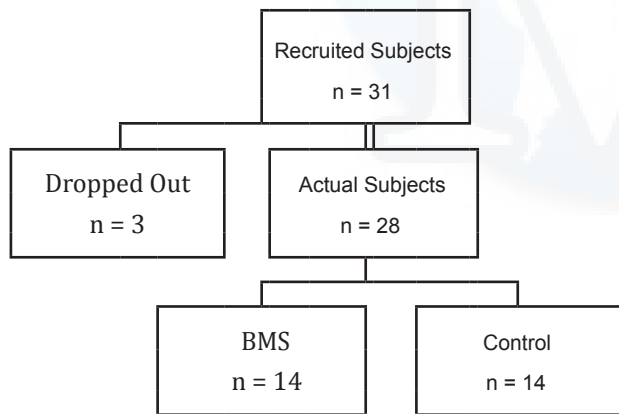 Recruited Subjects
n = 31
Dropped Out
n = 3
Actual Subjects
n = 28
BMS
n = 14
Control
n = 14